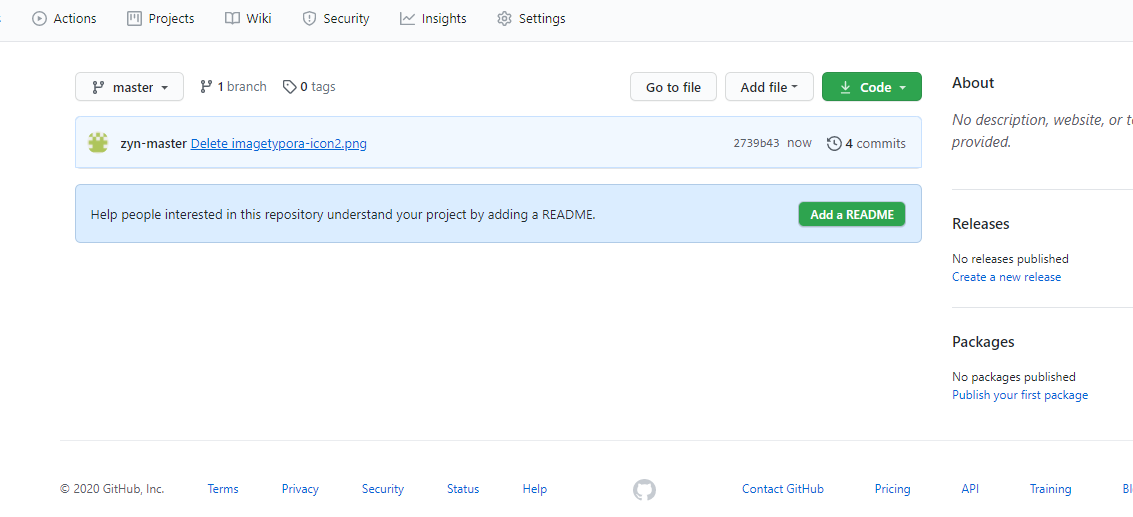 Actions Projects Wiki Security Insights Settings
master 1 branch 0 tags Go to file Add file Code
About
No description, website, or
provided.
zyn-master Delete imagetypora-icon2.png 2739b43 now 4 commits
Help people interested in this repository understand your project by adding a README. Add a README
Releases
No releases published
Create a new release
Packages
No packages published
Publish your first package
© 2020 GitHub, Inc. Terms Privacy Security Status Help Contact GitHub Pricing API Training